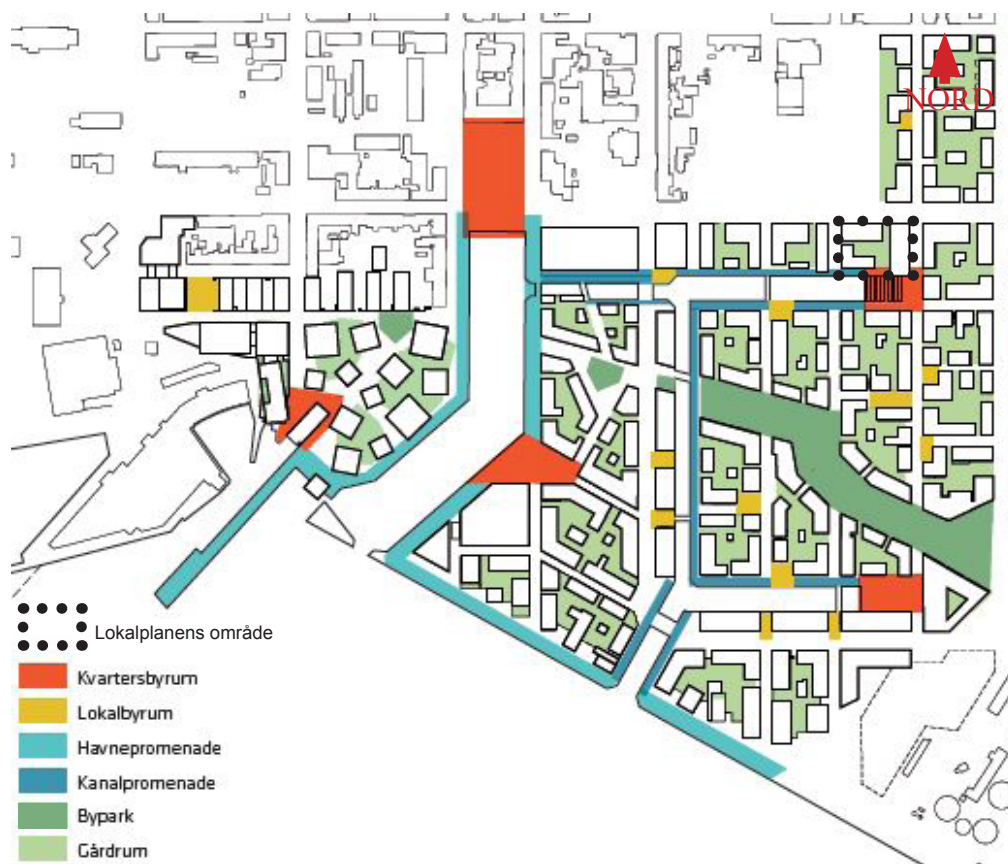 NORD
Lokalplanens område
Kvartersbyrum
Lokalbyrum
Havnepromenade
Kanalpromenade
Bypark
Gårdrum